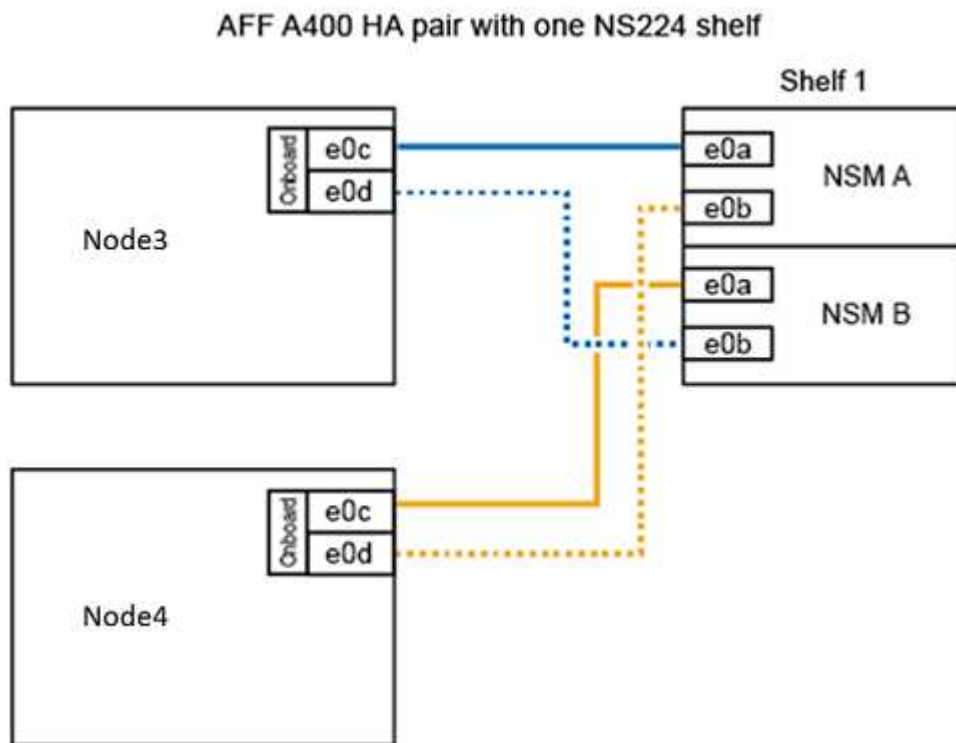 AFF A400 HA pair with one NS224 shelf
Shelf 1
Onboard
e0c
e0d
Node3
e0a
NSM A
e0b
e0a
NSM B
e0b
Onboard
e0c
e0d
Node4